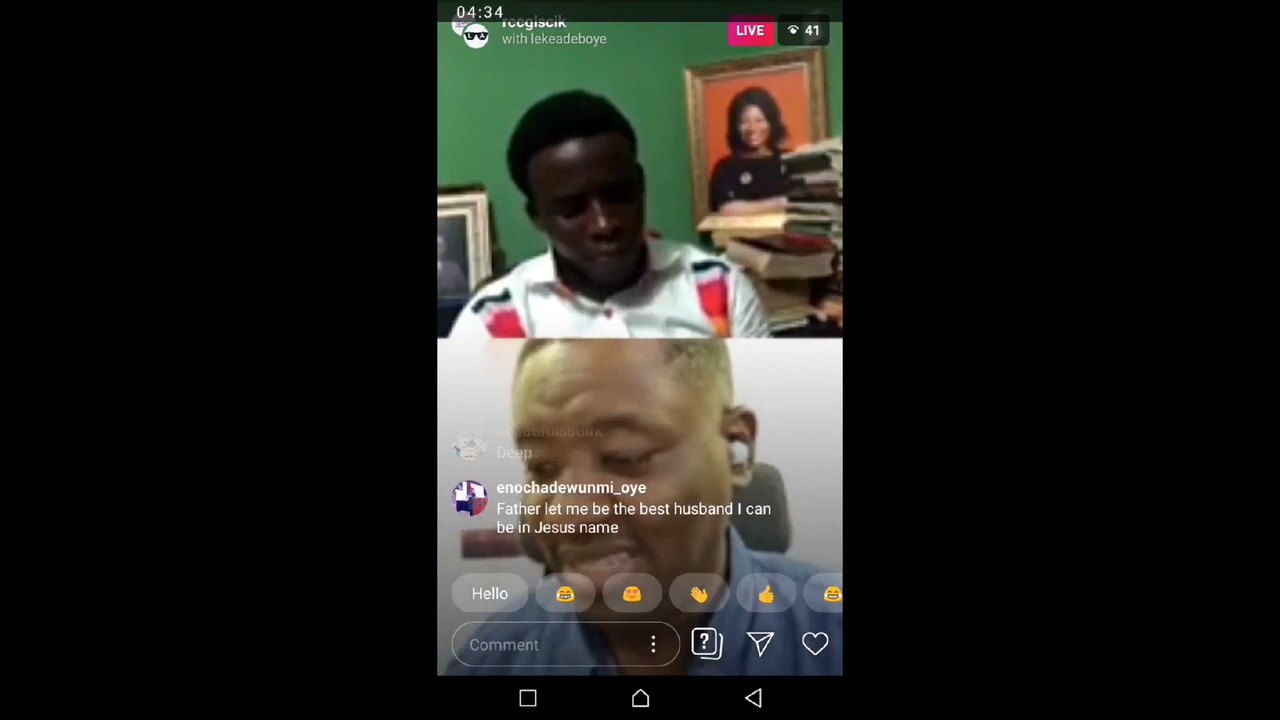 04:34
rccgiscik
with lekeadeboye
LIVE
41
Deep
enochadewunmi_oye
Father let me be the best husband I can
be in Jesus name
Hello
Comment